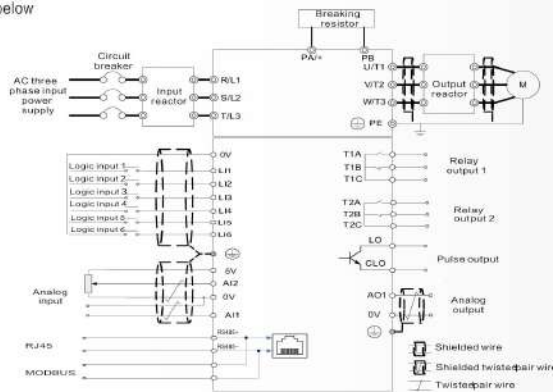 below
Breaking
resistor
Circuit
breaker
PA/+
PB
AC three
phase input
power
supply
Input
reactor
R/L1
S/L2
T/L3
U/T1
V/T2
W/T3
Output
reactor
M
PE
0V
Logic input 1
LI1
Logic input 2
LI2
Logic input 3
LI3
Logic input 4
LI4
Logic input 5
LI5
Logic input 6
LI6
T1A
T1B
T1C
Relay
output 1
T2A
T2B
T2C
Relay
output 2
LO
CLO
Pulse output
Analog
input
5V
AI2
0V
AI1
AO1
0V
Analog
output
RJ45
RS485+
RS485-
MODBUS
Shielded wire
Shielded twisted pair wire
Twisted pair wire